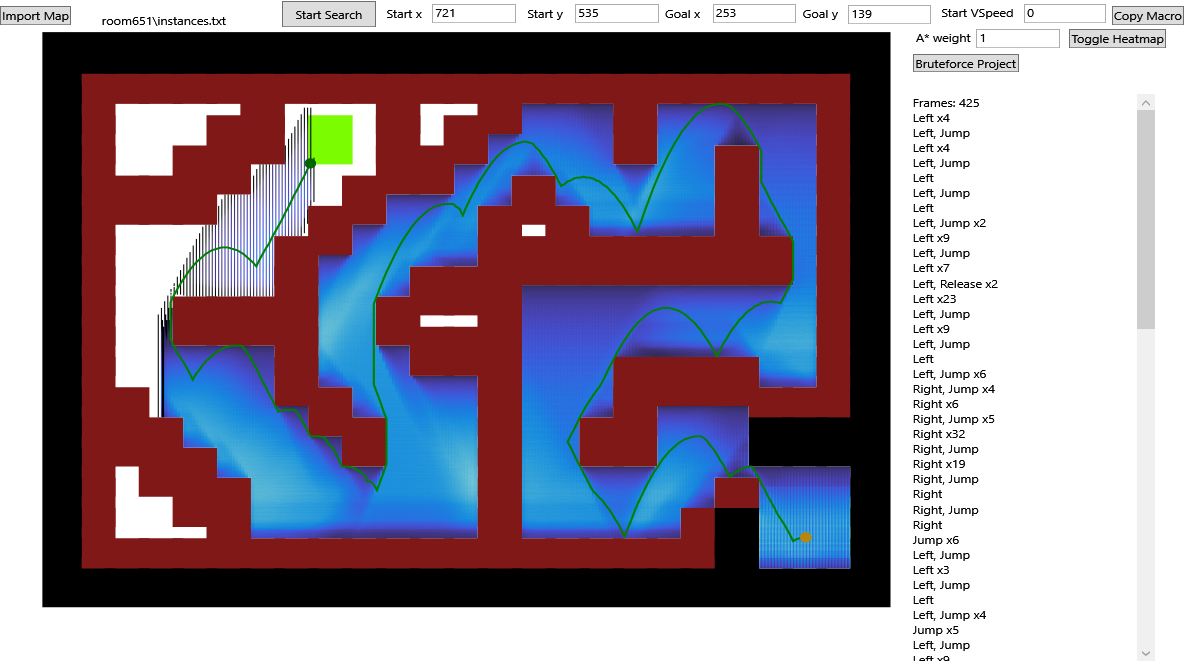 Import Map
room651\instances.txt
Start Search
Start x 721
Start y 535
Goal x 253
Goal y 139
Start VSpeed 0
Copy Macro
A* weight 1
Toggle Heatmap
Bruteforce Project
Frames: 425
Left x4
Left, Jump
Left x4
Left, Jump
Left
Left, Jump
Left
Left, Jump x2
Left x9
Left, Jump
Left x7
Left, Release x2
Left x23
Left, Jump
Left x9
Left, Jump
Left
Left, Jump x6
Right, Jump x4
Right x6
Right, Jump x5
Right x32
Right, Jump
Right x19
Right, Jump
Right
Right, Jump
Right
Jump x6
Left, Jump
Left x3
Left, Jump
Left
Left, Jump x4
Jump x5
Left, Jump
Left x9